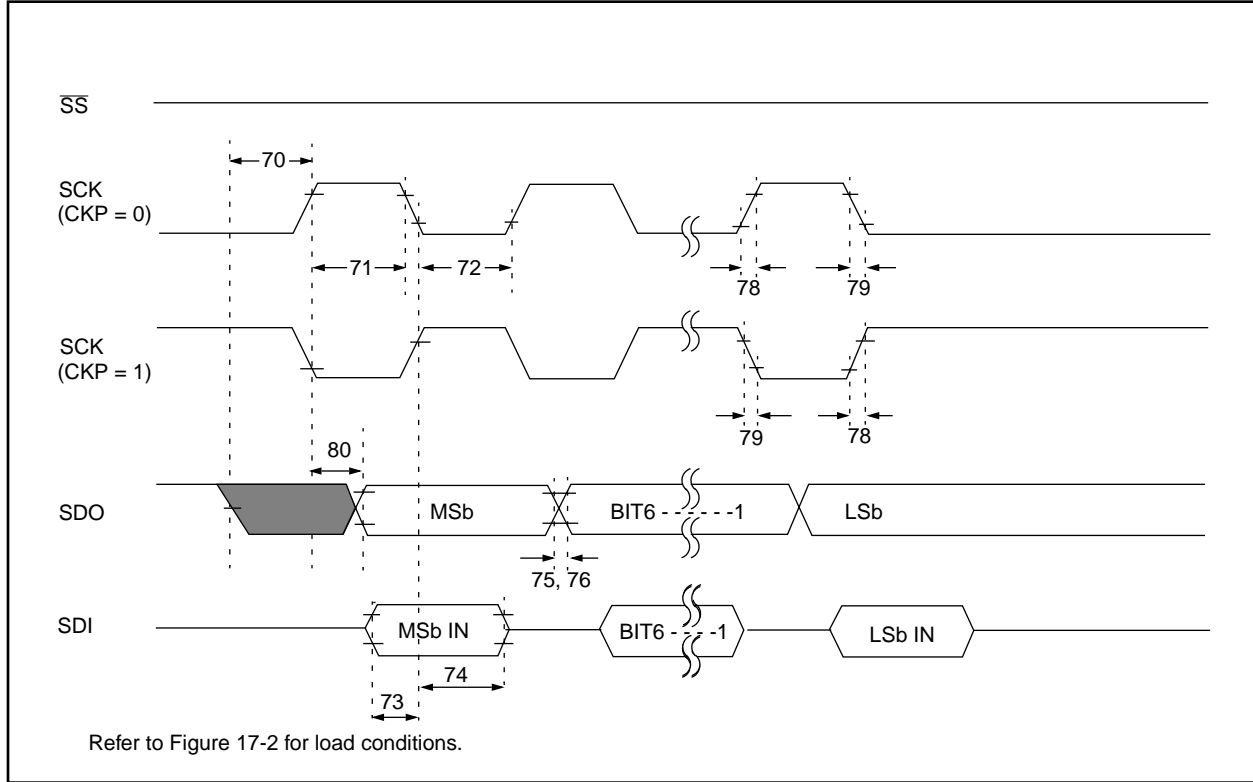 SS
70
SCK
(CKP = 0)
71
72
78
79
SCK
(CKP = 1)
79
78
80
SDO
MSb
BIT6 - - - - - -1
LSb
75, 76
SDI
MSb IN
BIT6 - - - -1
LSb IN
74
73
Refer to Figure 17-2 for load conditions.